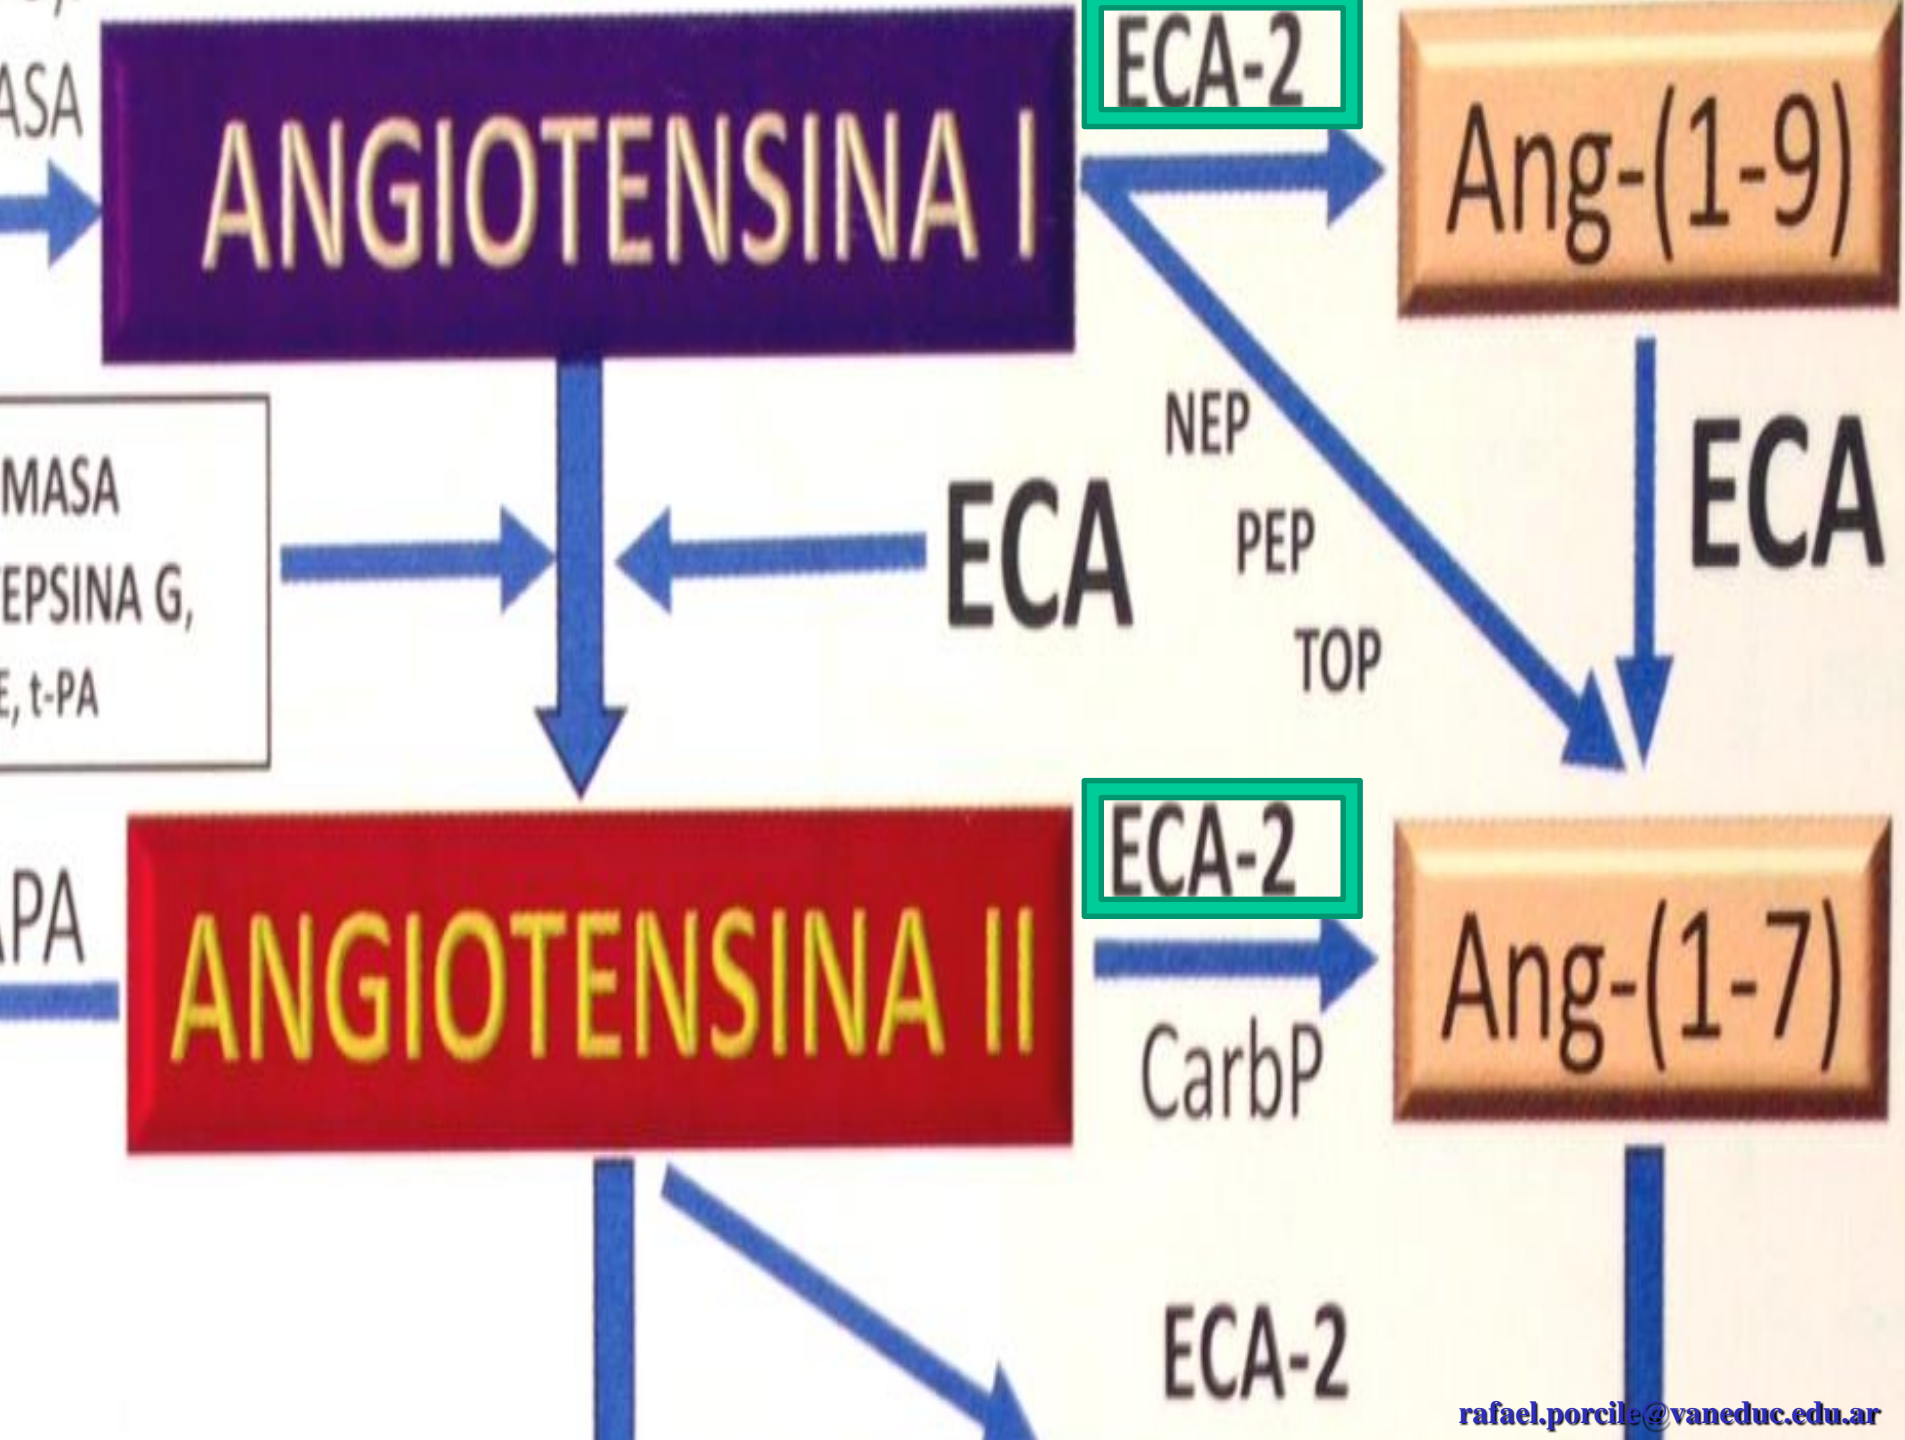 ECA-2
ASA
ANGIOTENSINA I
Ang-(1-9)
NEP
ECA
MASA
ECA
PEP
EPSINA G,
TOP
E, t-PA
ECA-2
APA
ANGIOTENSINA II
Ang-(1-7)
CarbP
ECA-2
rafael.porcile@vaneduc.edu.ar